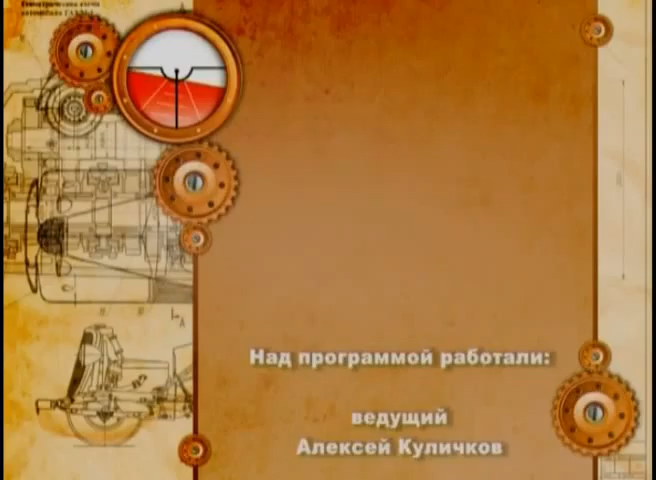 Над программой работали:
ведущий
Алексей Куличков